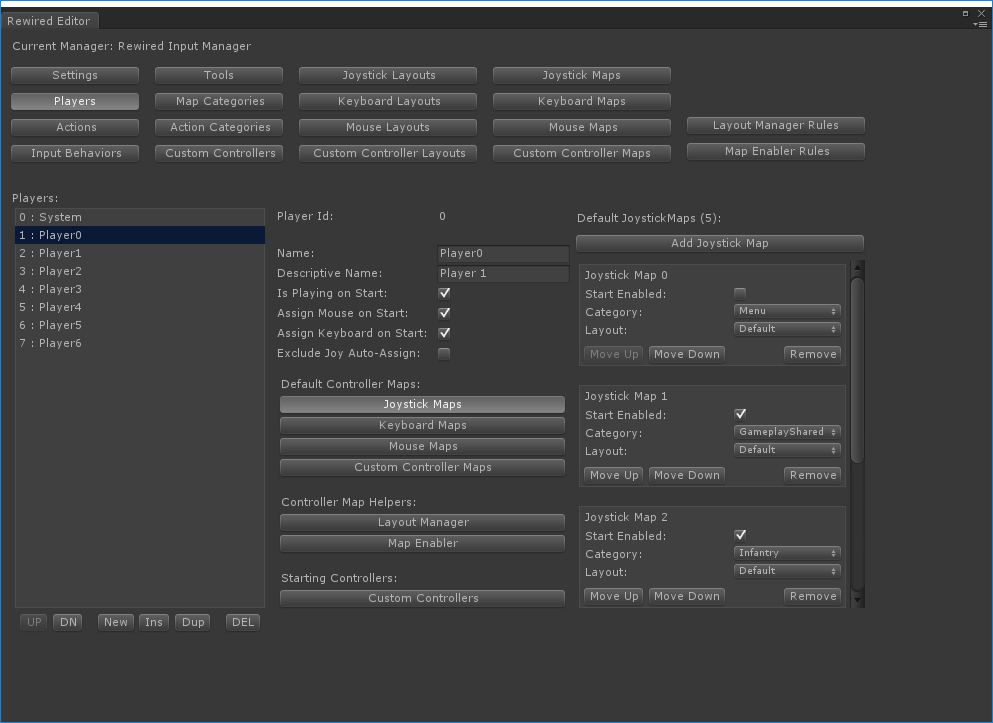 Rewired Editor
Current Manager: Rewired Input Manager
Settings Tools Joystick Layouts Joystick Maps
Players Map Categories Keyboard Layouts Keyboard Maps
Actions Action Categories Mouse Layouts Mouse Maps Layout Manager Rules
Input Behaviors Custom Controllers Custom Controller Layouts Custom Controller Maps Map Enabler Rules
Players:
0 : System
1 : Player0
2 : Player1
3 : Player2
4 : Player3
5 : Player4
6 : Player5
7 : Player6
UP DN New Ins Dup DEL
Player Id: 0
Name: Player0
Descriptive Name: Player 1
Is Playing on Start:
Assign Mouse on Start:
Assign Keyboard on Start:
Exclude Joy Auto-Assign:
Default Controller Maps:
Joystick Maps
Keyboard Maps
Mouse Maps
Custom Controller Maps
Controller Map Helpers:
Layout Manager
Map Enabler
Starting Controllers:
Custom Controllers
Default JoystickMaps (5):
Add Joystick Map
Joystick Map 0
Start Enabled:
Category: Menu
Layout: Default
Move Up Move Down Remove
Joystick Map 1
Start Enabled:
Category: GameplayShared
Layout: Default
Move Up Move Down Remove
Joystick Map 2
Start Enabled:
Category: Infantry
Layout: Default
Move Up Move Down Remove